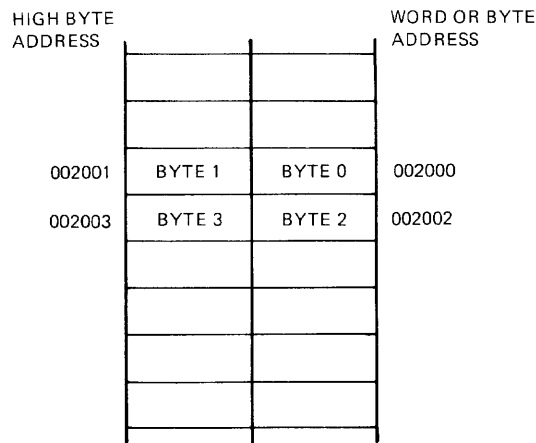 HIGH BYTE
ADDRESS
WORD OR BYTE
ADDRESS
002001 BYTE 1 BYTE 0 002000
002003 BYTE 3 BYTE 2 002002